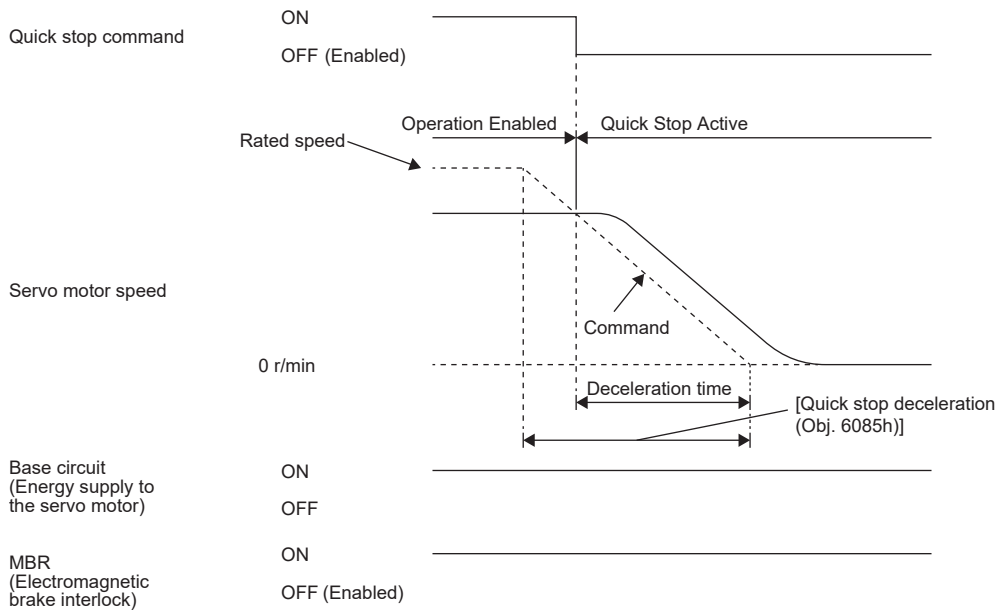 Quick stop command
ON
OFF (Enabled)
Operation Enabled
Quick Stop Active
Rated speed
Servo motor speed
Command
0 r/min
Deceleration time
[Quick stop deceleration
(Obj. 6085h)]
Base circuit
(Energy supply to
the servo motor)
ON
OFF
MBR
(Electromagnetic
brake interlock)
ON
OFF (Enabled)